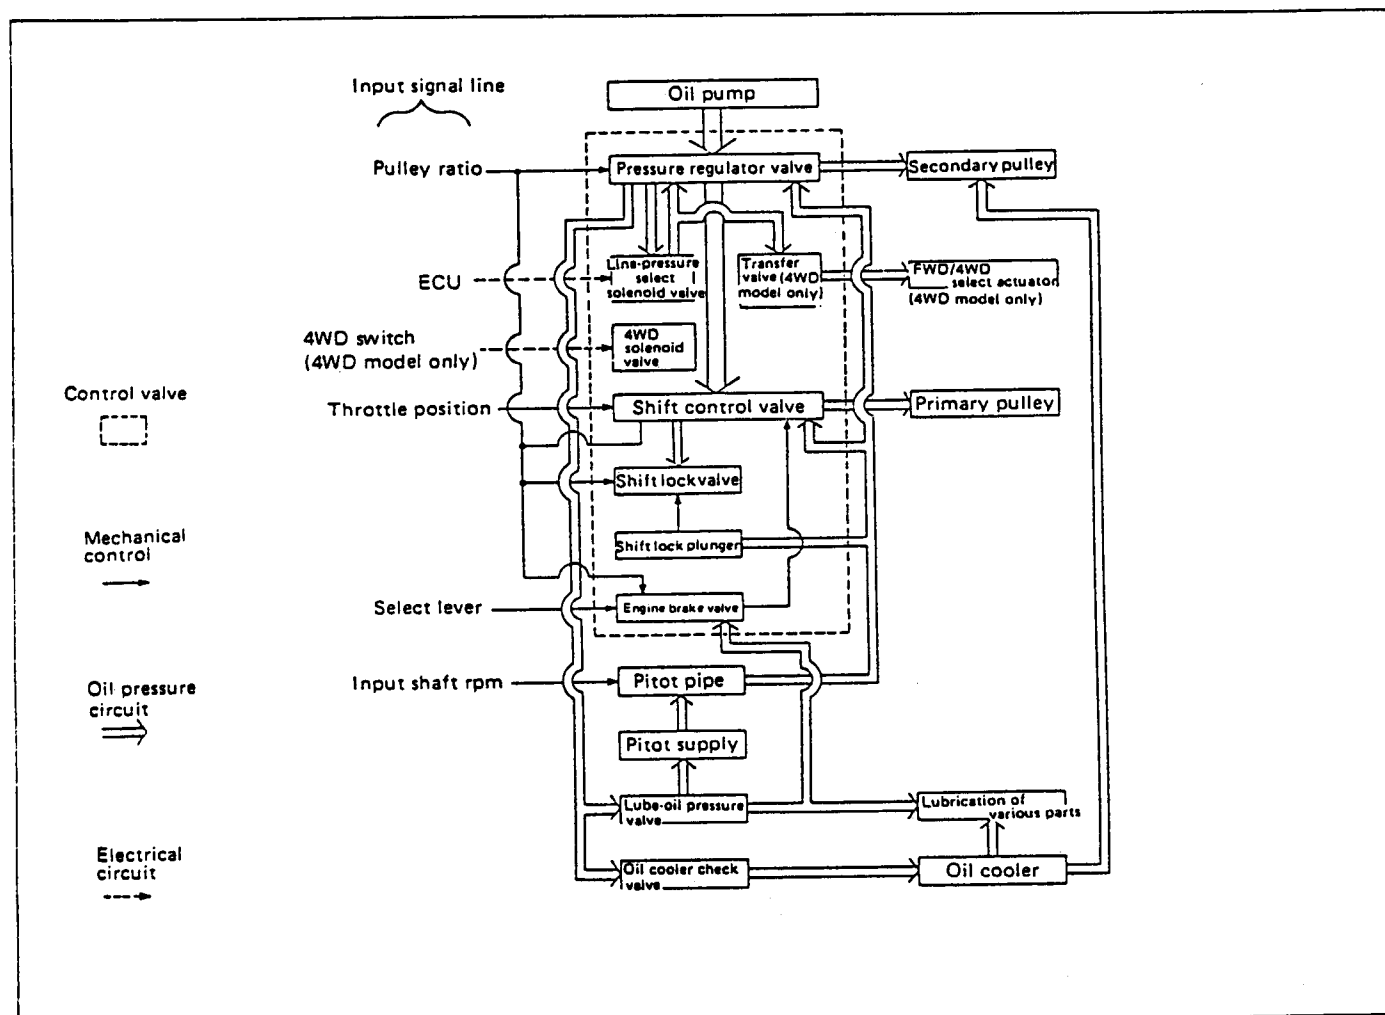 Input signal line
Oil pump
Pulley ratio
Pressure regulator valve
Secondary pulley
ECU
Line-pressure
select
solenoid valve
Transfer
valve (4WD
model only)
FWD/4WD
select actuator
(4WD model only)
4WD switch
(4WD model only)
4WD
solenoid
valve
Control valve
Throttle position
Shift control valve
Primary pulley
Shift lock valve
Mechanical
control
Shift lock plunger
Select lever
Engine brake valve
Oil pressure
circuit
Input shaft rpm
Pitot pipe
Pitot supply
Lube-oil pressure
valve
Lubrication of
various parts
Electrical
circuit
Oil cooler check
valve
Oil cooler